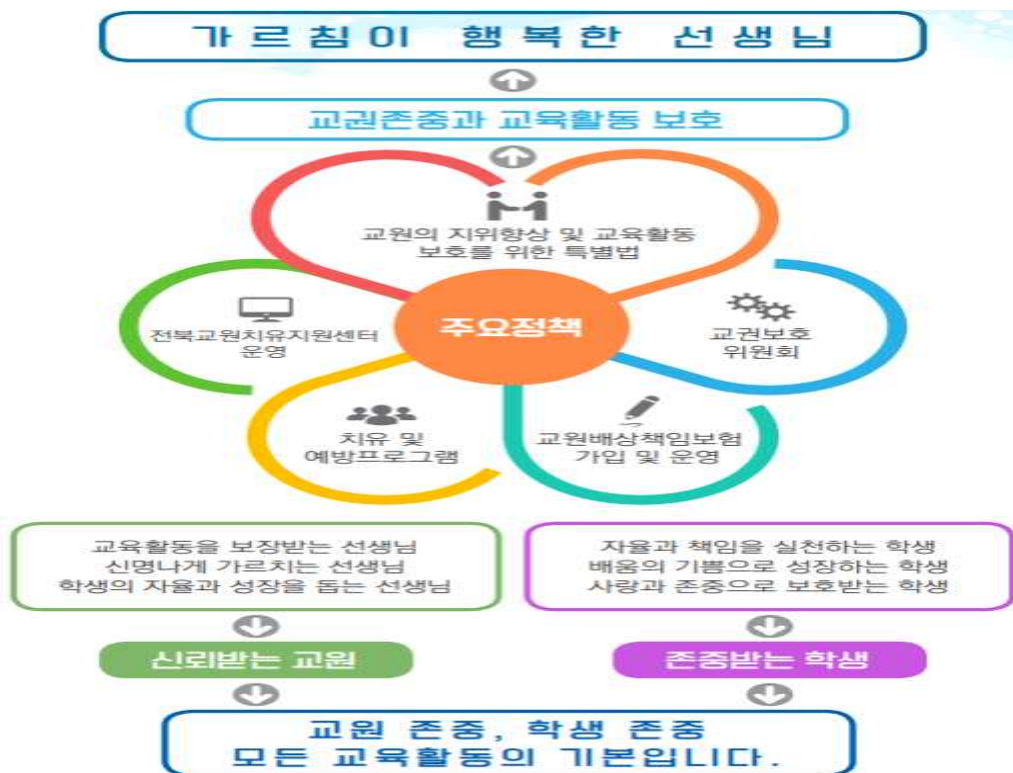 가르침이 행복한 선생님
교권존중과 교육활동 보호
교원의 지위향상 및 교육활동
보호를 위한 특별법
전북교원치유지원센터
운영
주요정책
교권보호
위원회
치유 및
예방프로그램
교원배상책임보험
가입 및 운영
교육활동을 보장받는 선생님
신명나게 가르치는 선생님
학생의 자율과 성장을 돕는 선생님
자율과 책임을 실천하는 학생
배움의 기쁨으로 성장하는 학생
사랑과 존중으로 보호받는 학생
신뢰받는 교원
존중받는 학생
교원 존중, 학생 존중
모든 교육활동의 기본입니다.